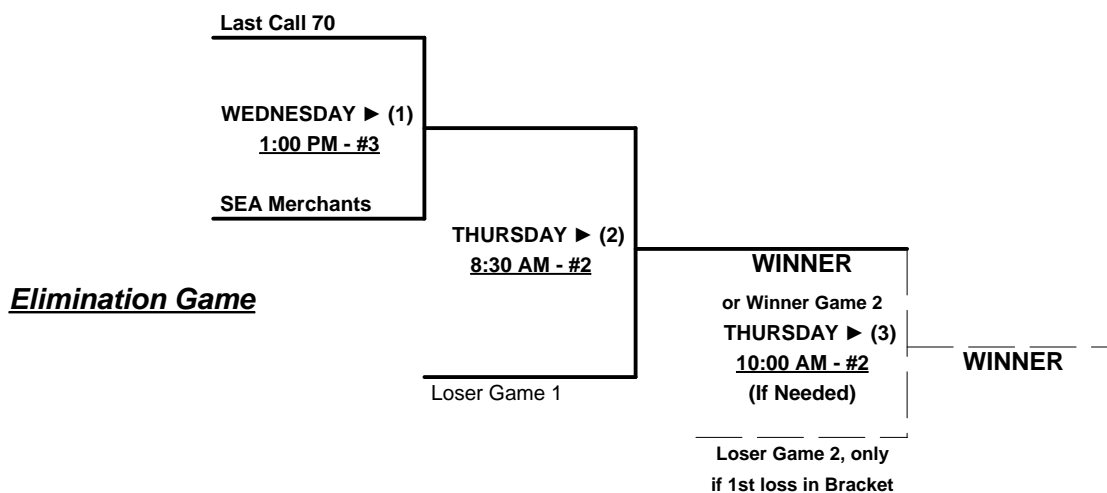 Last Call 70
WEDNESDAY ► (1)
1:00 PM - #3
SEA Merchants
THURSDAY ► (2)
8:30 AM - #2
WINNER
Elimination Game
or Winner Game 2
THURSDAY ► (3)
10:00 AM - #2
WINNER
(If Needed)
Loser Game 1
Loser Game 2, only
if 1st loss in Bracket